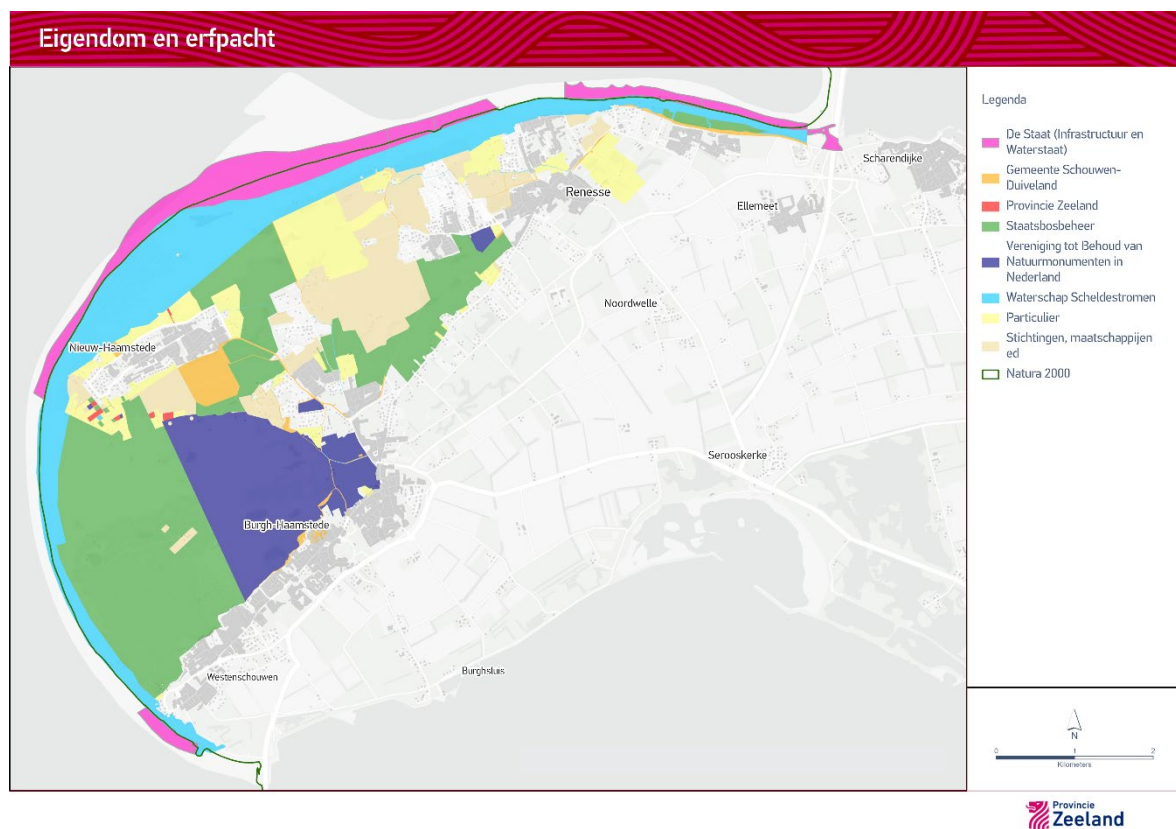 Eigendom en erfpacht
Legenda
De Staat (Infrastructuur en
Waterstaat)
Gemeente Schouwen-
Duiveland
Provincie Zeeland
Staatsbosbeheer
Vereniging tot Behoud van
Natuurmonumenten in
Nederland
Waterschap Scheldestromen
Particulier
Stichtingen, maatschappijen
ed
Natura 2000
Scharendijke
Renesse
Ellemeet
Noordwelle
Nieuw-Haamstede
Serooskerke
Burgh-Haamstede
Westenschouwen
Burghsluis
N
0 1 2
Kilometers
Provincie
Zeeland